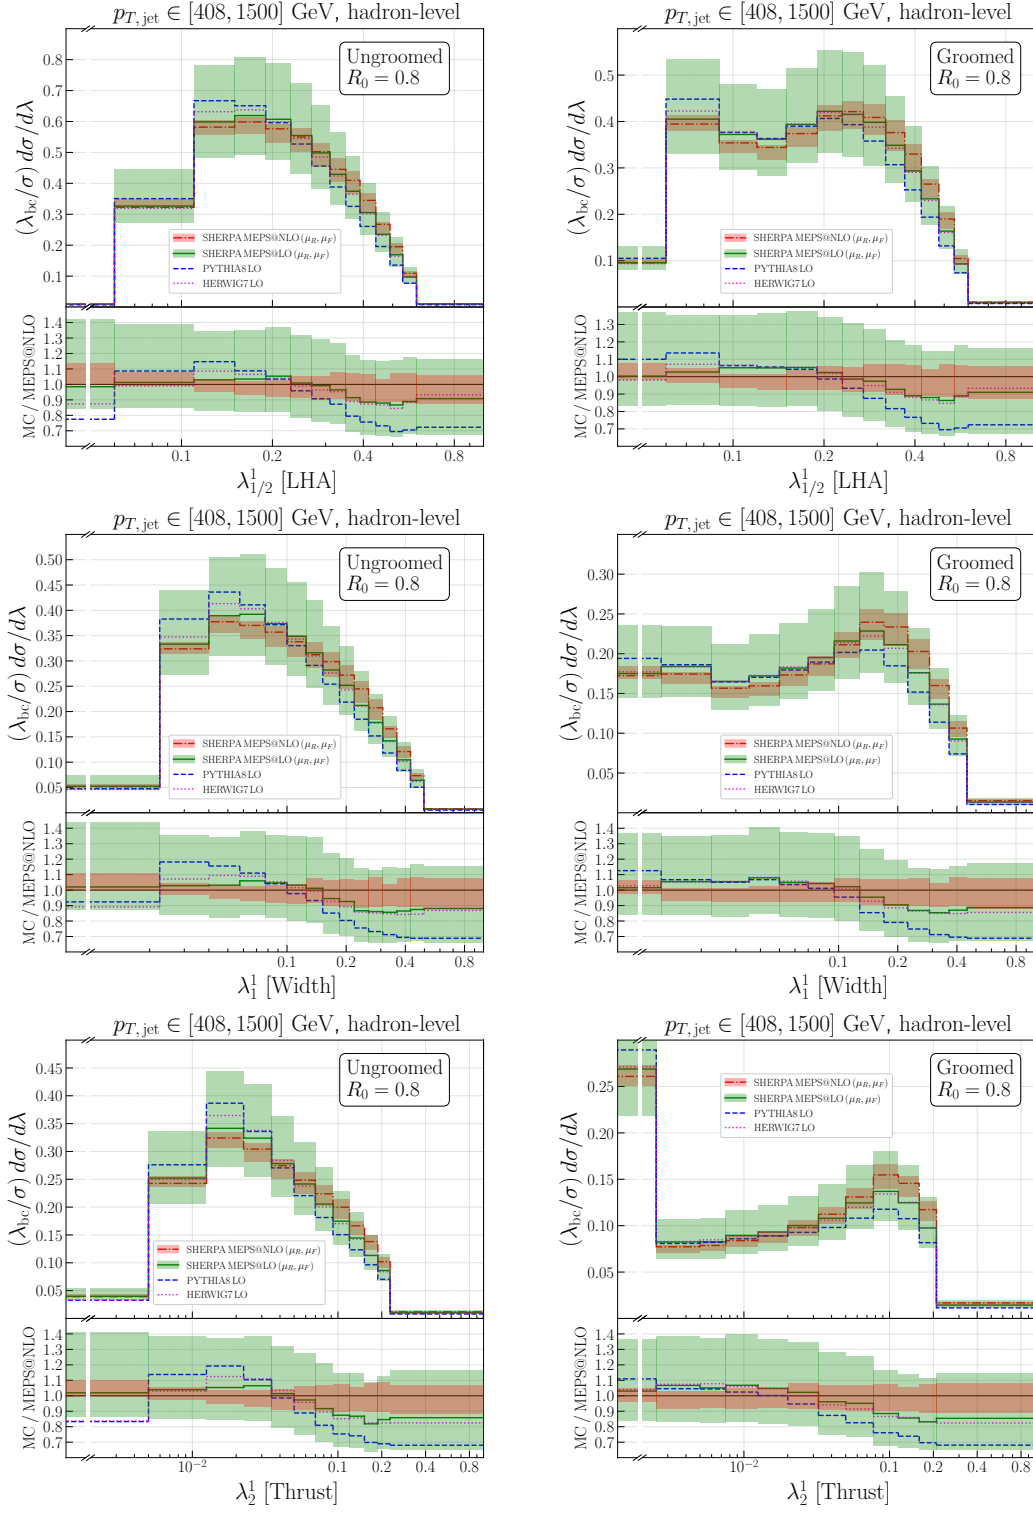 p_{T,jet} ∈ [408, 1500] GeV, hadron-level
Ungroomed
R_0 = 0.8
(λ_bc/σ) dσ/dλ
0.8
0.7
0.6
0.5
0.4
0.3
0.2
0.1
SHERPA MEPS@NLO (μ_R, μ_F)
SHERPA MEPS@LO (μ_R, μ_F)
PYTHIA8 LO
HERWIG7 LO
MC / MEPS@NLO
1.4
1.3
1.2
1.1
1.0
0.9
0.8
0.7
0.1 0.2 0.4 0.8
λ^1_{1/2} [LHA]
p_{T,jet} ∈ [408, 1500] GeV, hadron-level
Groomed
R_0 = 0.8
(λ_bc/σ) dσ/dλ
0.5
0.4
0.3
0.2
0.1
SHERPA MEPS@NLO (μ_R, μ_F)
SHERPA MEPS@LO (μ_R, μ_F)
PYTHIA8 LO
HERWIG7 LO
MC / MEPS@NLO
1.3
1.2
1.1
1.0
0.9
0.8
0.7
0.1 0.2 0.4 0.8
λ^1_{1/2} [LHA]
p_{T,jet} ∈ [408, 1500] GeV, hadron-level
Ungroomed
R_0 = 0.8
(λ_bc/σ) dσ/dλ
0.50
0.45
0.40
0.35
0.30
0.25
0.20
0.15
0.10
0.05
SHERPA MEPS@NLO (μ_R, μ_F)
SHERPA MEPS@LO (μ_R, μ_F)
PYTHIA8 LO
HERWIG7 LO
MC / MEPS@NLO
1.4
1.3
1.2
1.1
1.0
0.9
0.8
0.7
0.1 0.2 0.4 0.8
λ^1_1 [Width]
p_{T,jet} ∈ [408, 1500] GeV, hadron-level
Groomed
R_0 = 0.8
(λ_bc/σ) dσ/dλ
0.30
0.25
0.20
0.15
0.10
0.05
SHERPA MEPS@NLO (μ_R, μ_F)
SHERPA MEPS@LO (μ_R, μ_F)
PYTHIA8 LO
HERWIG7 LO
MC / MEPS@NLO
1.4
1.3
1.2
1.1
1.0
0.9
0.8
0.7
0.1 0.2 0.4 0.8
λ^1_1 [Width]
p_{T,jet} ∈ [408, 1500] GeV, hadron-level
Ungroomed
R_0 = 0.8
(λ_bc/σ) dσ/dλ
0.45
0.40
0.35
0.30
0.25
0.20
0.15
0.10
0.05
SHERPA MEPS@NLO (μ_R, μ_F)
SHERPA MEPS@LO (μ_R, μ_F)
PYTHIA8 LO
HERWIG7 LO
MC / MEPS@NLO
1.4
1.3
1.2
1.1
1.0
0.9
0.8
0.7
10^{-2} 0.1 0.2 0.4 0.8
λ^1_2 [Thrust]
p_{T,jet} ∈ [408, 1500] GeV, hadron-level
Groomed
R_0 = 0.8
(λ_bc/σ) dσ/dλ
0.25
0.20
0.15
0.10
0.05
SHERPA MEPS@NLO (μ_R, μ_F)
SHERPA MEPS@LO (μ_R, μ_F)
PYTHIA8 LO
HERWIG7 LO
MC / MEPS@NLO
1.4
1.3
1.2
1.1
1.0
0.9
0.8
0.7
10^{-2} 0.1 0.2 0.4 0.8
λ^1_2 [Thrust]